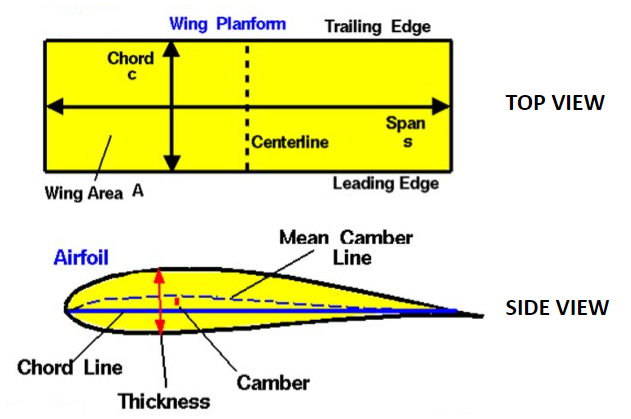 Wing Planform
Trailing Edge
Chord
c
TOP VIEW
Span
s
Centerline
Wing Area A
Leading Edge
Airfoil
Mean Camber
Line
SIDE VIEW
Chord Line
Camber
Thickness